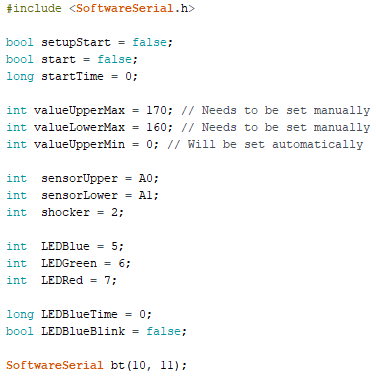 #include <SoftwareSerial.h>
bool setupStart = false;
bool start = false;
long startTime = 0;
int valueUpperMax = 170; // Needs to be set manually
int valueLowerMax = 160; // Needs to be set manually
int valueUpperMin = 0; // Will be set automatically
int  sensorUpper = A0;
int  sensorLower = A1;
int  shocker = 2;
int  LEDBlue = 5;
int  LEDGreen = 6;
int  LEDRed = 7;
long LEDBlueTime = 0;
bool LEDBlueBlink = false;
SoftwareSerial bt(10, 11);